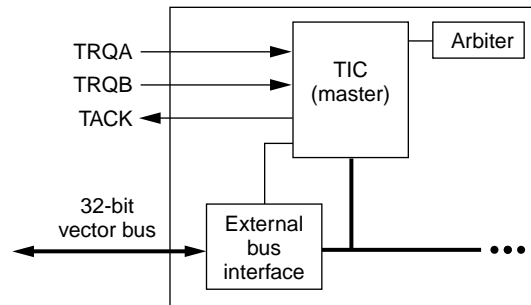 TRQA
TRQB
TACK
TIC
(master)
Arbiter
32-bit
vector bus
External
bus
interface